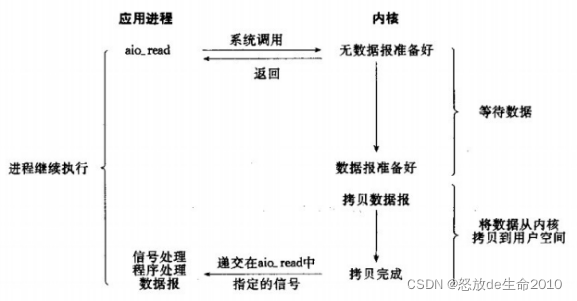 应用进程
内核
aio_read
系统调用
无数据报准备好
返回
等待数据
进程继续执行
数据报准备好
拷贝数据报
将数据从内核
拷贝到用户空间
信号处理
程序处理
数据报
递交在aio_read中
指定的信号
拷贝完成
CSDN @怒放de生命2010